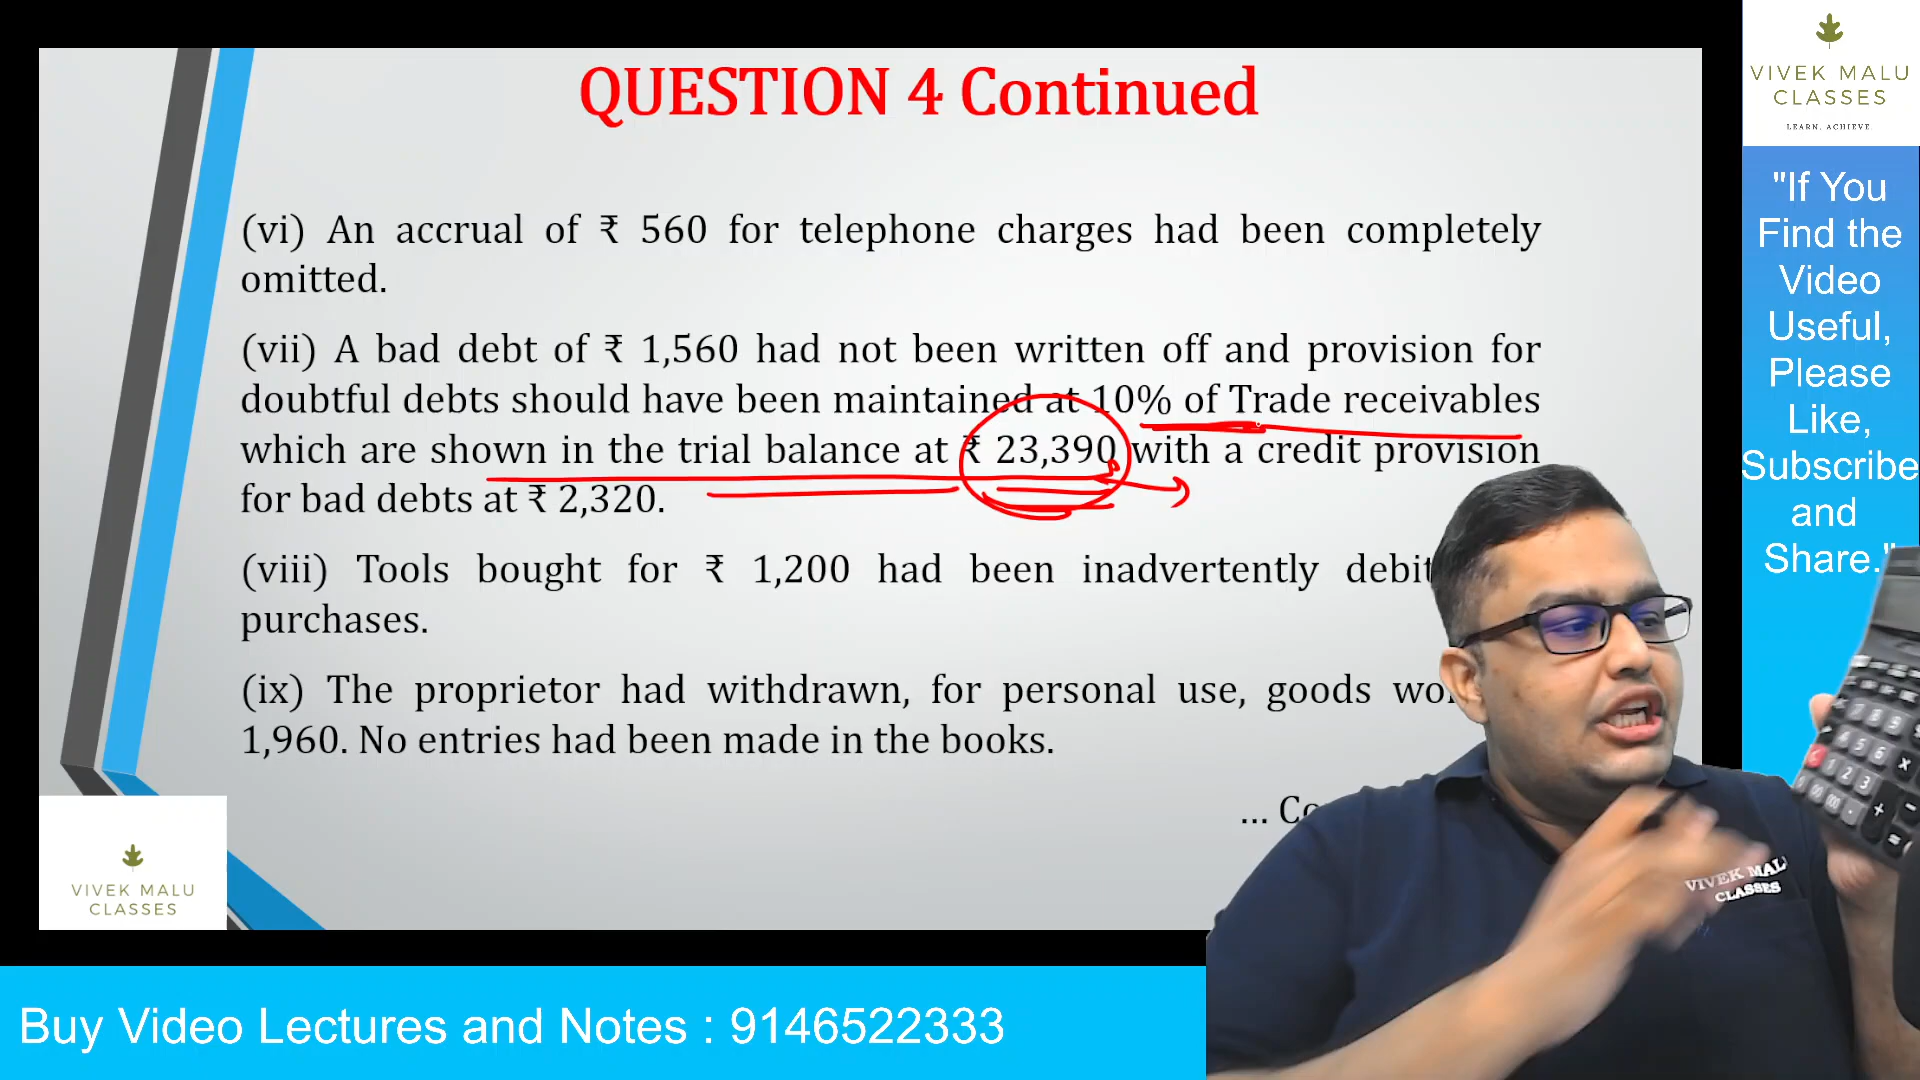 QUESTION 4 Continued
(vi) An accrual of ₹ 560 for telephone charges had been completely
omitted.
(vii) A bad debt of ₹ 1,560 had not been written off and provision for
doubtful debts should have been maintained at 10% of Trade receivables
which are shown in the trial balance at ₹ 23,390 with a credit provision
for bad debts at ₹ 2,320.
(viii) Tools bought for ₹ 1,200 had been inadvertently
purchases.
(ix) The proprietor had withdrawn, for personal use, goods
1,960. No entries had been made in the books.
...
VIVEK MALU
CLASSES
Buy Video Lectures and Notes : 9146522333
VIVEK MALU
CLASSES
LEARN. ACHIEVE.
"If You
Find the
Video
Useful,
Please
Like,
Subscribe
and
Share."
VIVEK MALU
CLASSES